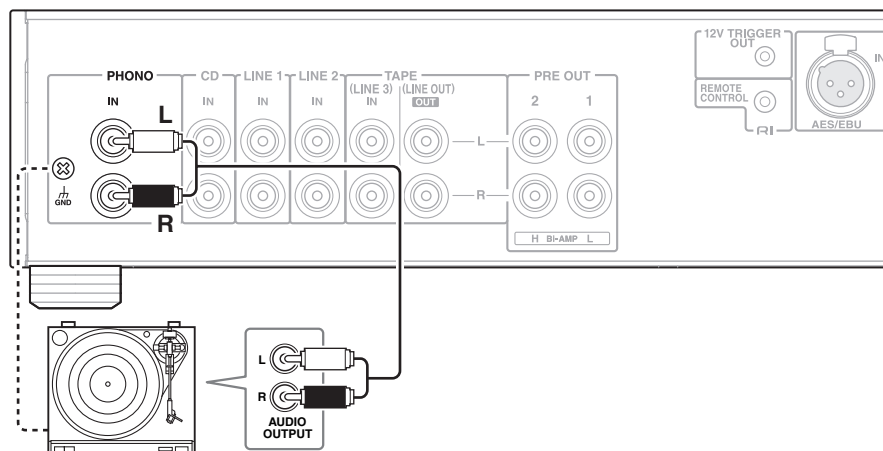 12V TRIGGER
OUT
PHONO
CD
LINE 1
LINE 2
TAPE
(LINE 3)
(LINE OUT)
PRE OUT
IN
IN
IN
IN
IN
IN
OUT
2
1
REMOTE
CONTROL
AES/EBU
L
L
R
R
GND
H BI-AMP L
L
R
AUDIO
OUTPUT